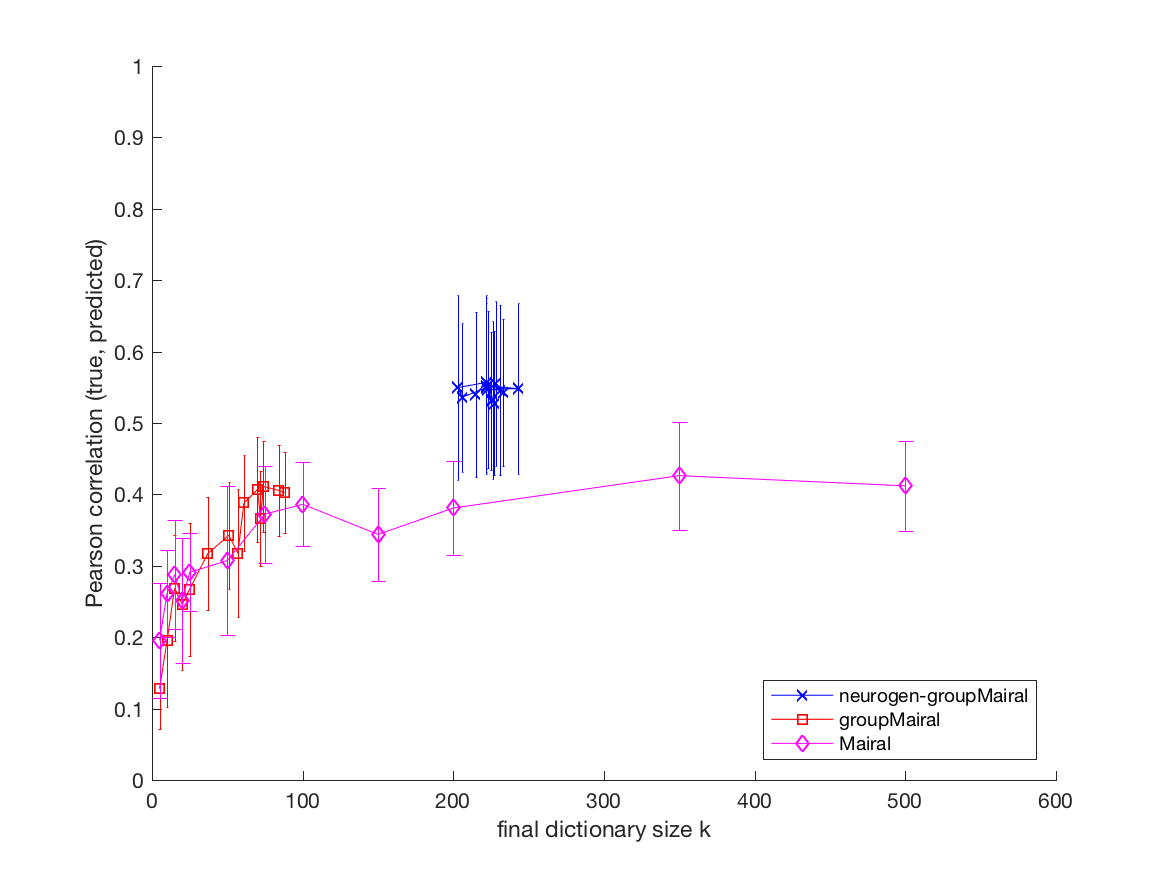 1
0.9
0.8
0.7
0.6
0.5
0.4
0.3
0.2
0.1
0
Pearson correlation (true, predicted)
0 100 200 300 400 500 600
final dictionary size k
neurogen-groupMairal
groupMairal
Mairal